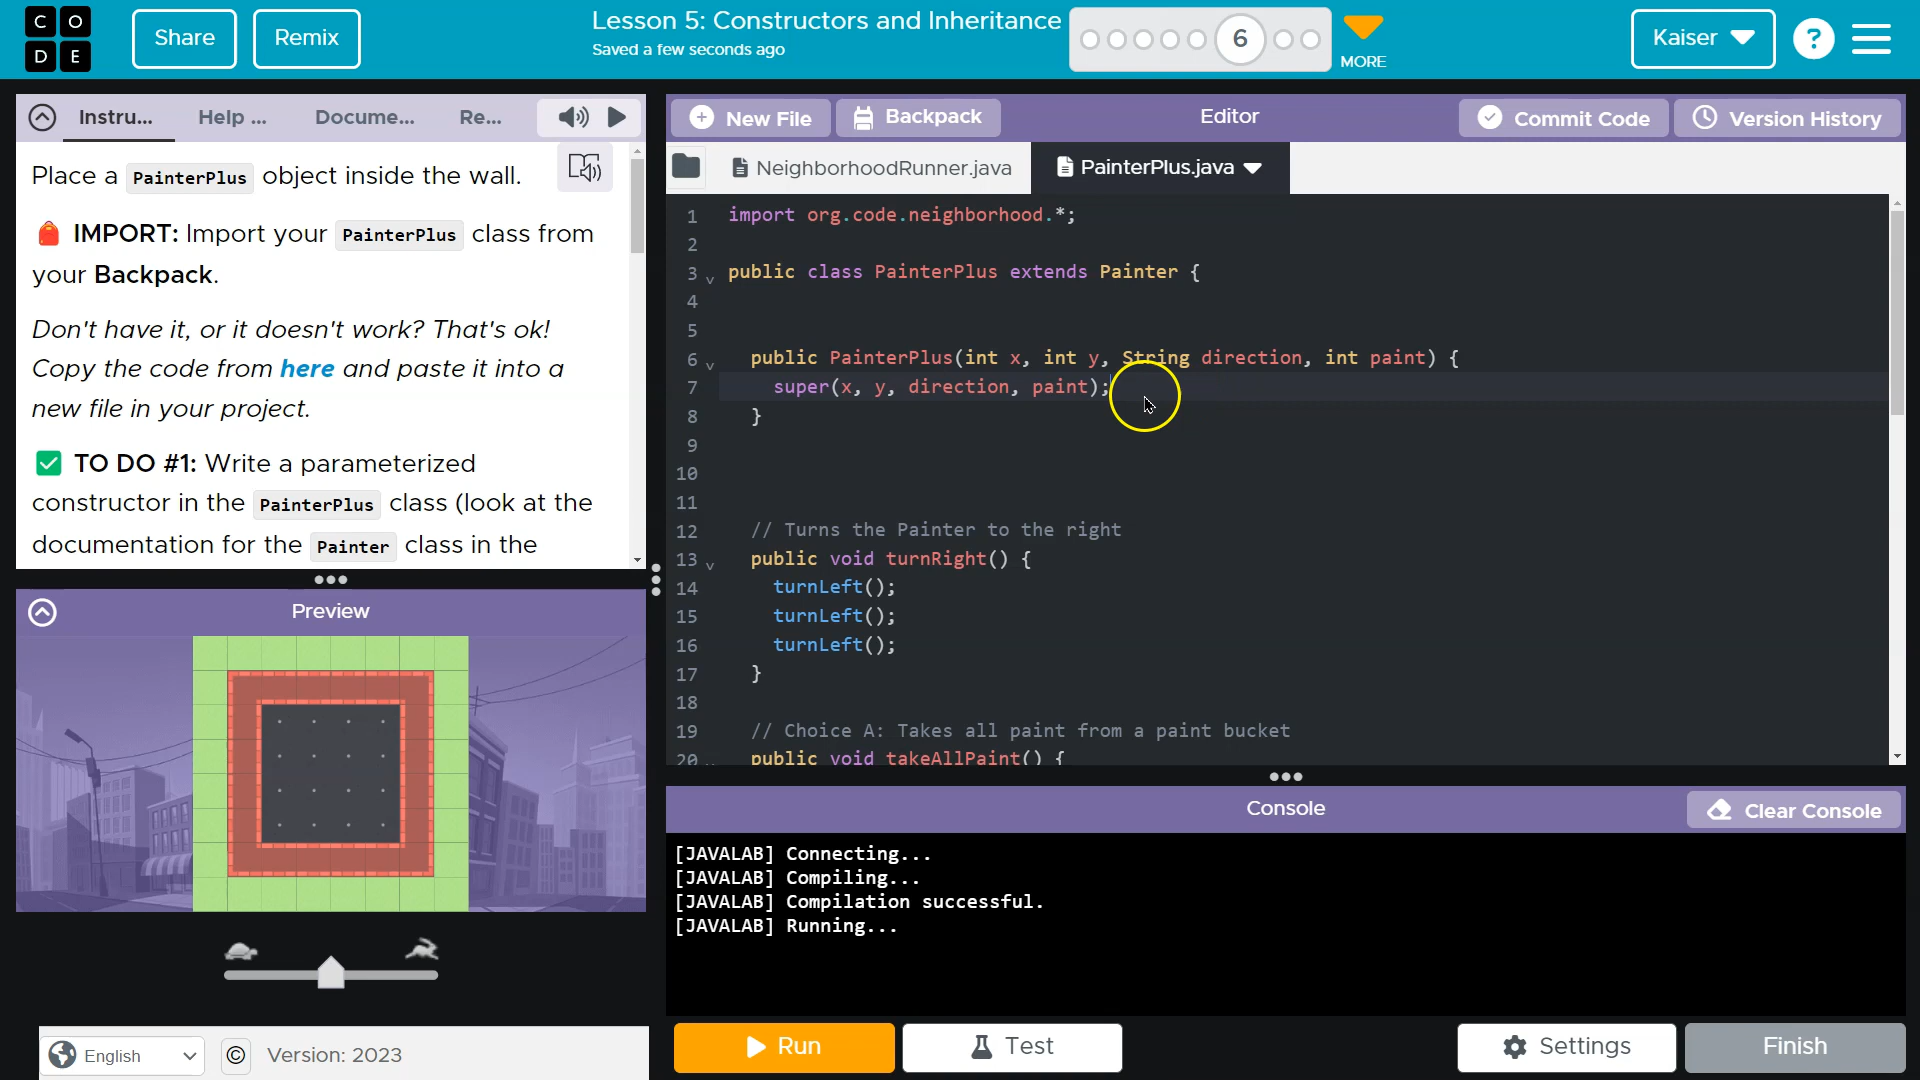 C O D E
Share
Remix
Lesson 5: Constructors and Inheritance
Saved a few seconds ago
6
MORE
Kaiser
?
Instru...
Help ...
Docume...
Re...
Place a PainterPlus object inside the wall.
IMPORT: Import your PainterPlus class from
your Backpack.
Don't have it, or it doesn't work? That's ok!
Copy the code from here and paste it into a
new file in your project.
TO DO #1: Write a parameterized
constructor in the PainterPlus class (look at the
documentation for the Painter class in the
Preview
English
© Version: 2023
New File
Backpack
Editor
Commit Code
Version History
NeighborhoodRunner.java
PainterPlus.java
1 import org.code.neighborhood.*;
2
3 public class PainterPlus extends Painter {
4
5
6 public PainterPlus(int x, int y, String direction, int paint) {
7 super(x, y, direction, paint);
8 }
9
10
11
12 // Turns the Painter to the right
13 public void turnRight() {
14 turnLeft();
15 turnLeft();
16 turnLeft();
17 }
18
19 // Choice A: Takes all paint from a paint bucket
20 public void takeAllPaint() {
Console
Clear Console
[JAVALAB] Connecting...
[JAVALAB] Compiling...
[JAVALAB] Compilation successful.
[JAVALAB] Running...
Run
Test
Settings
Finish